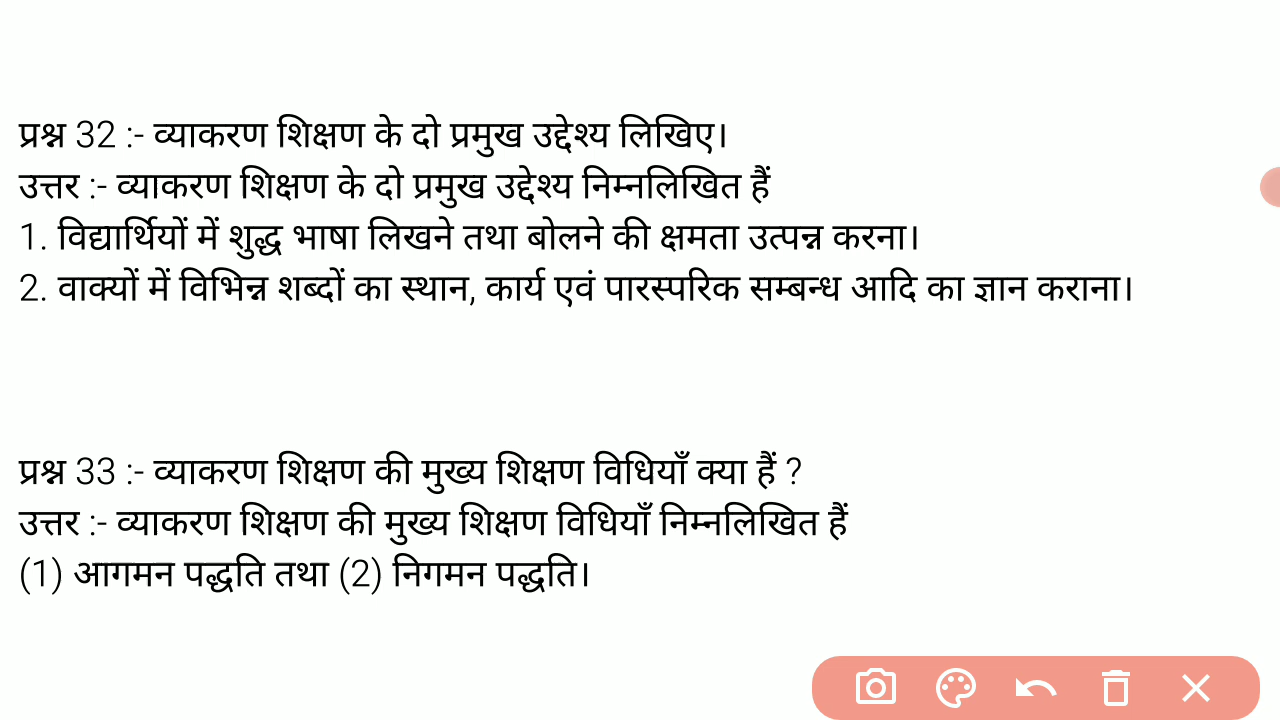 प्रश्न 32 :- व्याकरण शिक्षण के दो प्रमुख उद्देश्य लिखिए।
उत्तर :- व्याकरण शिक्षण के दो प्रमुख उद्देश्य निम्नलिखित हैं
1. विद्यार्थियों में शुद्ध भाषा लिखने तथा बोलने की क्षमता उत्पन्न करना।
2. वाक्यों में विभिन्न शब्दों का स्थान, कार्य एवं पारस्परिक सम्बन्ध आदि का ज्ञान कराना।
प्रश्न 33 :- व्याकरण शिक्षण की मुख्य शिक्षण विधियाँ क्या हैं ?
उत्तर :- व्याकरण शिक्षण की मुख्य शिक्षण विधियाँ निम्नलिखित हैं
(1) आगमन पद्धति तथा (2) निगमन पद्धति।